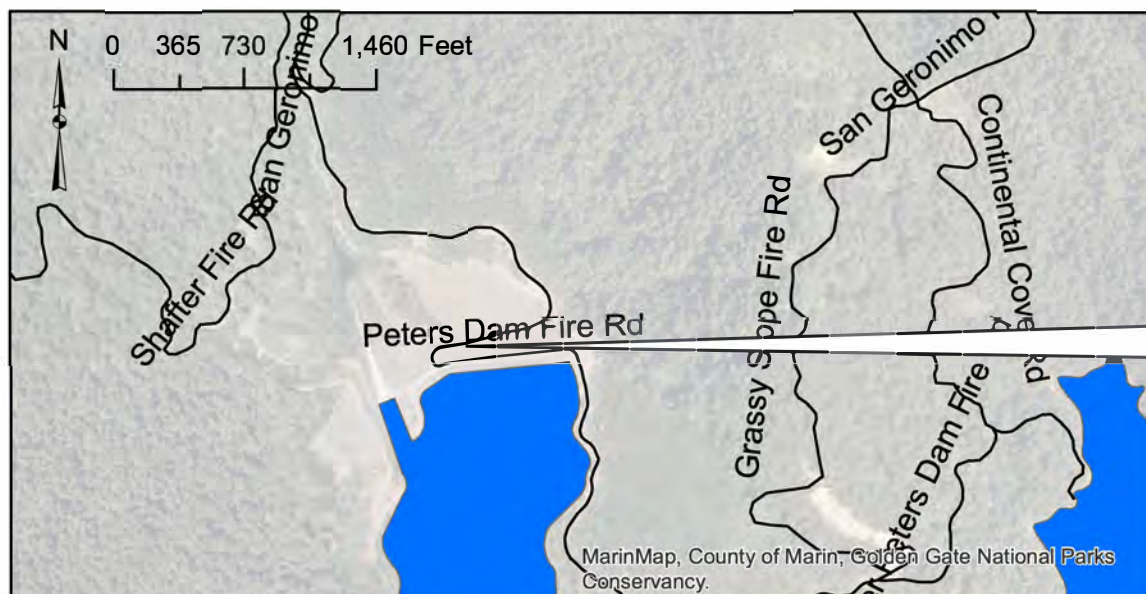 N
0 365 730 1,460 Feet
San Geronimo
San Geronimo
Continental Cove
Rd
Shafter Fire Rd
Grassy Slope Fire Rd
Peters Dam Fire Rd
Peters Dam Fire
MarinMap, County of Marin, Golden Gate National Parks
Conservancy.